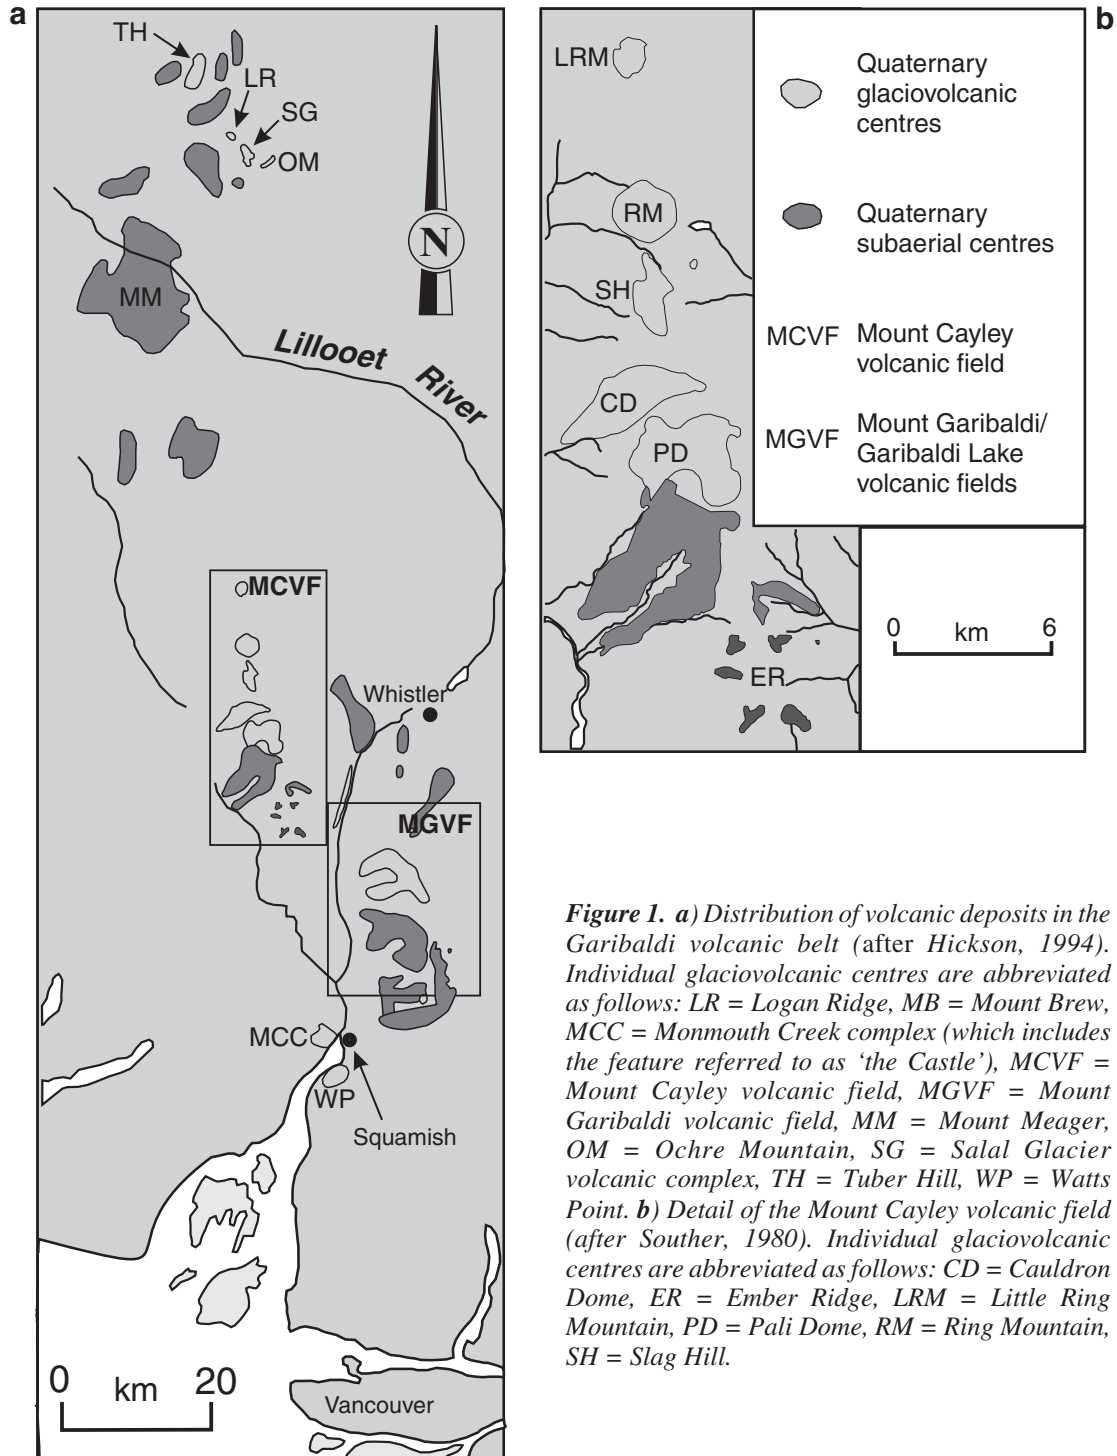 a
TH
LR
SG
OM
N
MM
Lillooet River
MCVF
Whistler
MGVF
MCC
WP
Squamish
0 km 20
Vancouver
b
LRM
RM
SH
CD
PD
ER
Quaternary
glaciovolcanic
centres
Quaternary
subaerial centres
MCVF Mount Cayley
volcanic field
MGVF Mount Garibaldi/
Garibaldi Lake
volcanic fields
0 km 6
Figure 1. a) Distribution of volcanic deposits in the
Garibaldi volcanic belt (after Hickson, 1994).
Individual glaciovolcanic centres are abbreviated
as follows: LR = Logan Ridge, MB = Mount Brew,
MCC = Monmouth Creek complex (which includes
the feature referred to as ‘the Castle’), MCVF =
Mount Cayley volcanic field, MGVF = Mount
Garibaldi volcanic field, MM = Mount Meager,
OM = Ochre Mountain, SG = Salal Glacier
volcanic complex, TH = Tuber Hill, WP = Watts
Point. b) Detail of the Mount Cayley volcanic field
(after Souther, 1980). Individual glaciovolcanic
centres are abbreviated as follows: CD = Cauldron
Dome, ER = Ember Ridge, LRM = Little Ring
Mountain, PD = Pali Dome, RM = Ring Mountain,
SH = Slag Hill.